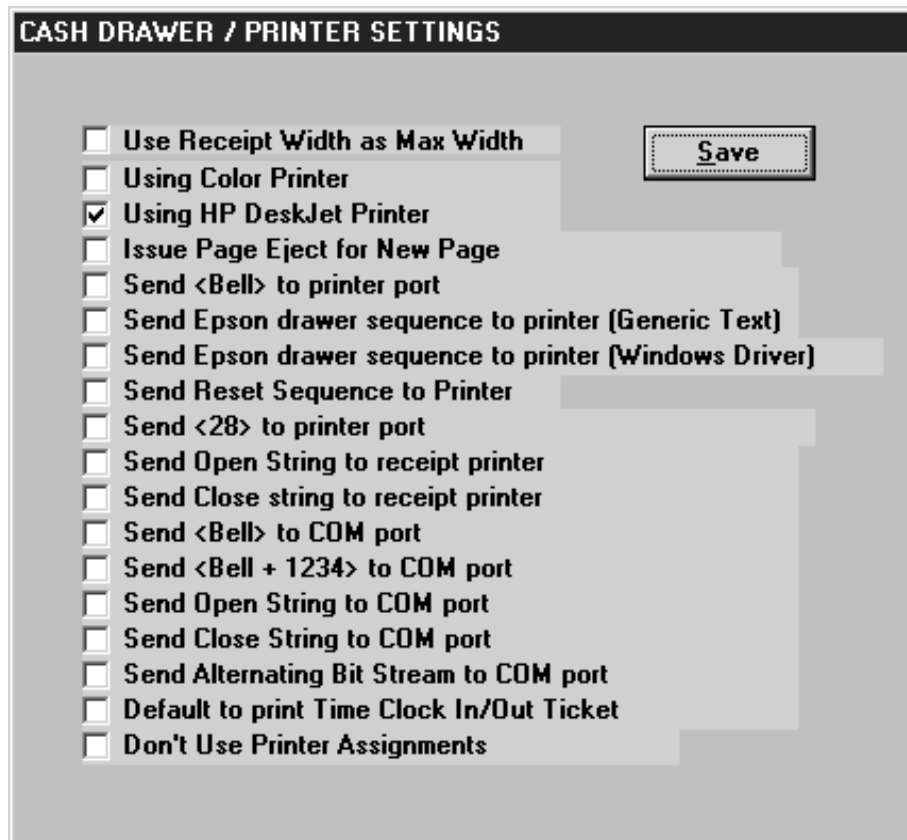 CASH DRAWER / PRINTER SETTINGS
Use Receipt Width as Max Width
Save
Using Color Printer
Using HP DeskJet Printer
Issue Page Eject for New Page
Send <Bell> to printer port
Send Epson drawer sequence to printer (Generic Text)
Send Epson drawer sequence to printer (Windows Driver)
Send Reset Sequence to Printer
Send <28> to printer port
Send Open String to receipt printer
Send Close string to receipt printer
Send <Bell> to COM port
Send <Bell + 1234> to COM port
Send Open String to COM port
Send Close String to COM port
Send Alternating Bit Stream to COM port
Default to print Time Clock In/Out Ticket
Don't Use Printer Assignments